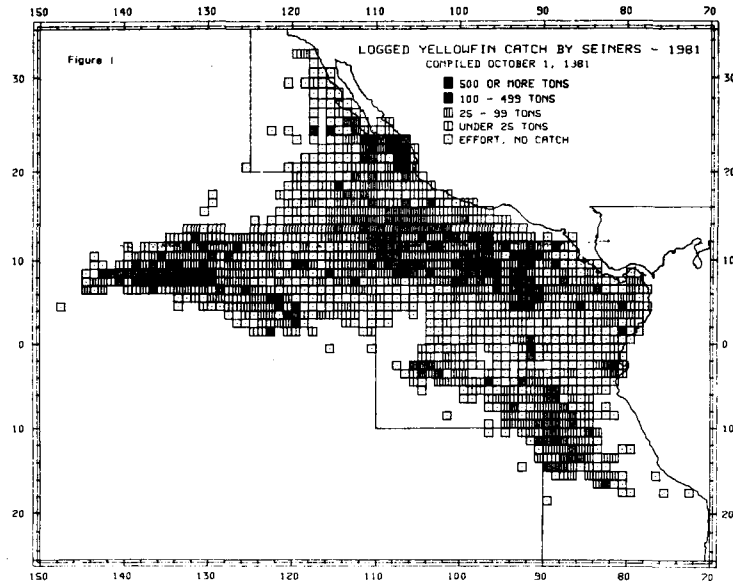 150 140 130 120 110 100 90 80 70
Figure 1
LOGGED YELLOWFIN CATCH BY SEINERS - 1981
COMPILED OCTOBER 1, 1381
500 OR MORE TONS
100 - 499 TONS
25 - 99 TONS
UNDER 25 TONS
EFFORT, NO CATCH
30 30
20 20
10 10
0 0
10 10
20 20
150 140 130 120 110 100 90 80 70